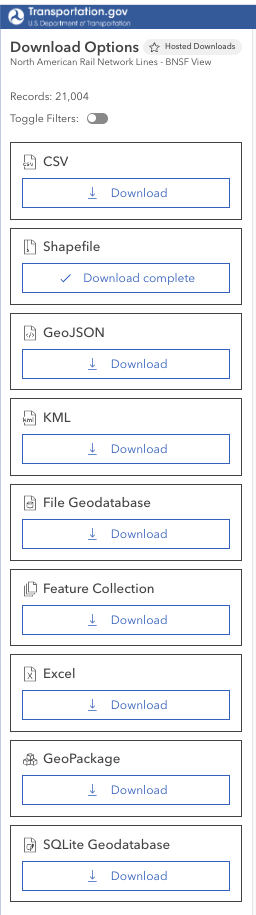 Transportation.gov
U.S Department of Transportation
Download Options
Hosted Downloads
North American Rail Network Lines - BNSF View
Records: 21,004
Toggle Filters:
CSV
Download
Shapefile
Download complete
GeoJSON
Download
kml KML
Download
File Geodatabase
Download
Feature Collection
Download
Excel
Download
GeoPackage
Download
SQLite Geodatabase
Download